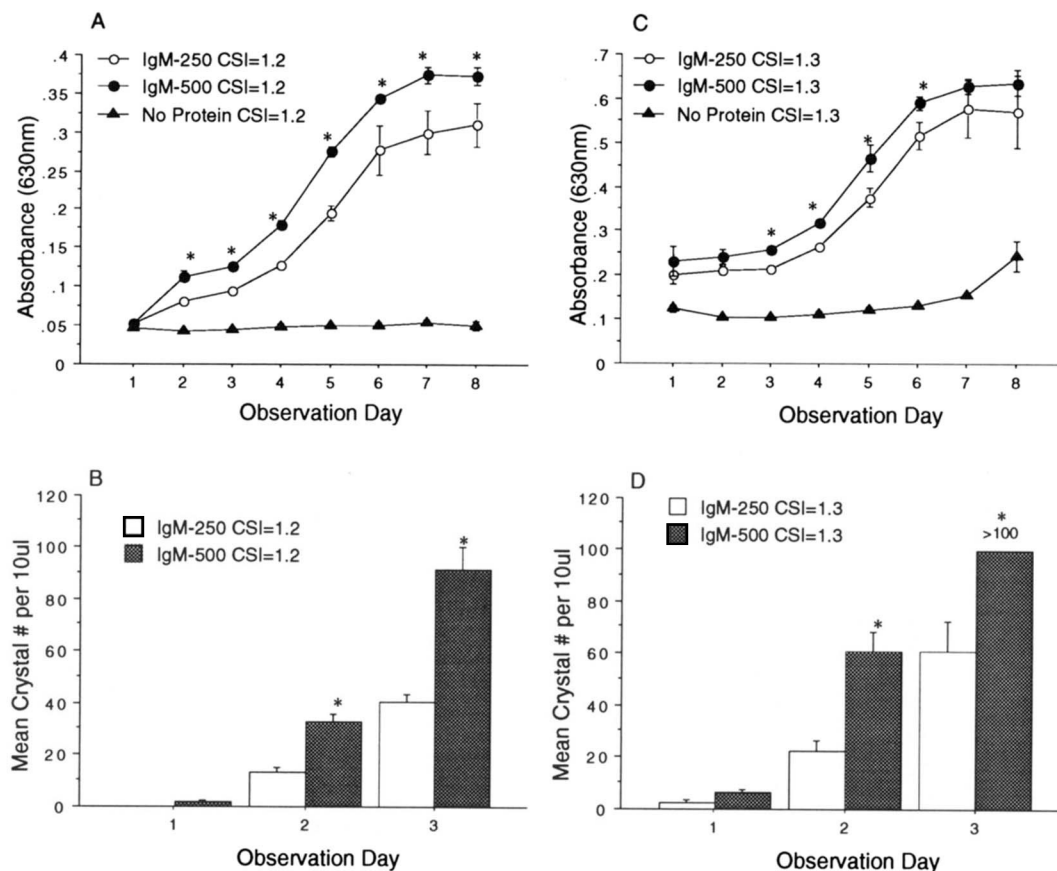 A
IgM-250 CSI=1.2
IgM-500 CSI=1.2
No Protein CSI=1.2
Absorbance (630nm)
.4
.35
.3
.25
.2
.15
.1
.05
0
* * * * * * *
1 2 3 4 5 6 7 8
Observation Day
C
IgM-250 CSI=1.3
IgM-500 CSI=1.3
No Protein CSI=1.3
Absorbance (630nm)
.7
.6
.5
.4
.3
.2
.1
0
* * * *
1 2 3 4 5 6 7 8
Observation Day
B
IgM-250 CSI=1.2
IgM-500 CSI=1.2
Mean Crystal # per 10ul
120
100
80
60
40
20
0
* *
1 2 3
Observation Day
D
IgM-250 CSI=1.3
IgM-500 CSI=1.3
Mean Crystal # per 10ul
120
100
80
60
40
20
0
*
*
>100
1 2 3
Observation Day